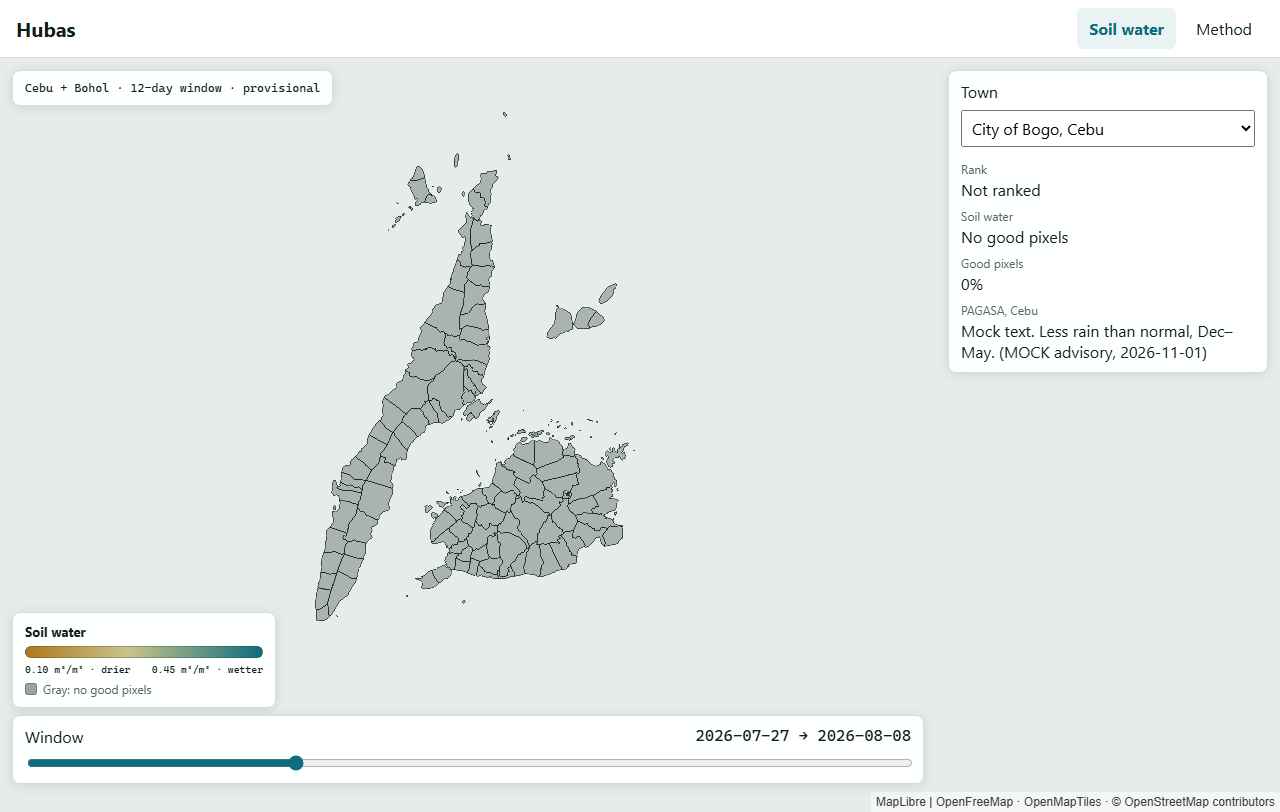 Hubas
Soil water
Method
Cebu + Bohol · 12-day window · provisional
Town
City of Bogo, Cebu
Rank
Not ranked
Soil water
No good pixels
Good pixels
0%
PAGASA, Cebu
Mock text. Less rain than normal, Dec–
May. (MOCK advisory, 2026-11-01)
Soil water
0.10 m³/m³ · drier 0.45 m³/m³ · wetter
Gray: no good pixels
Window
2026-07-27 → 2026-08-08
MapLibre | OpenFreeMap · OpenMapTiles · © OpenStreetMap contributors